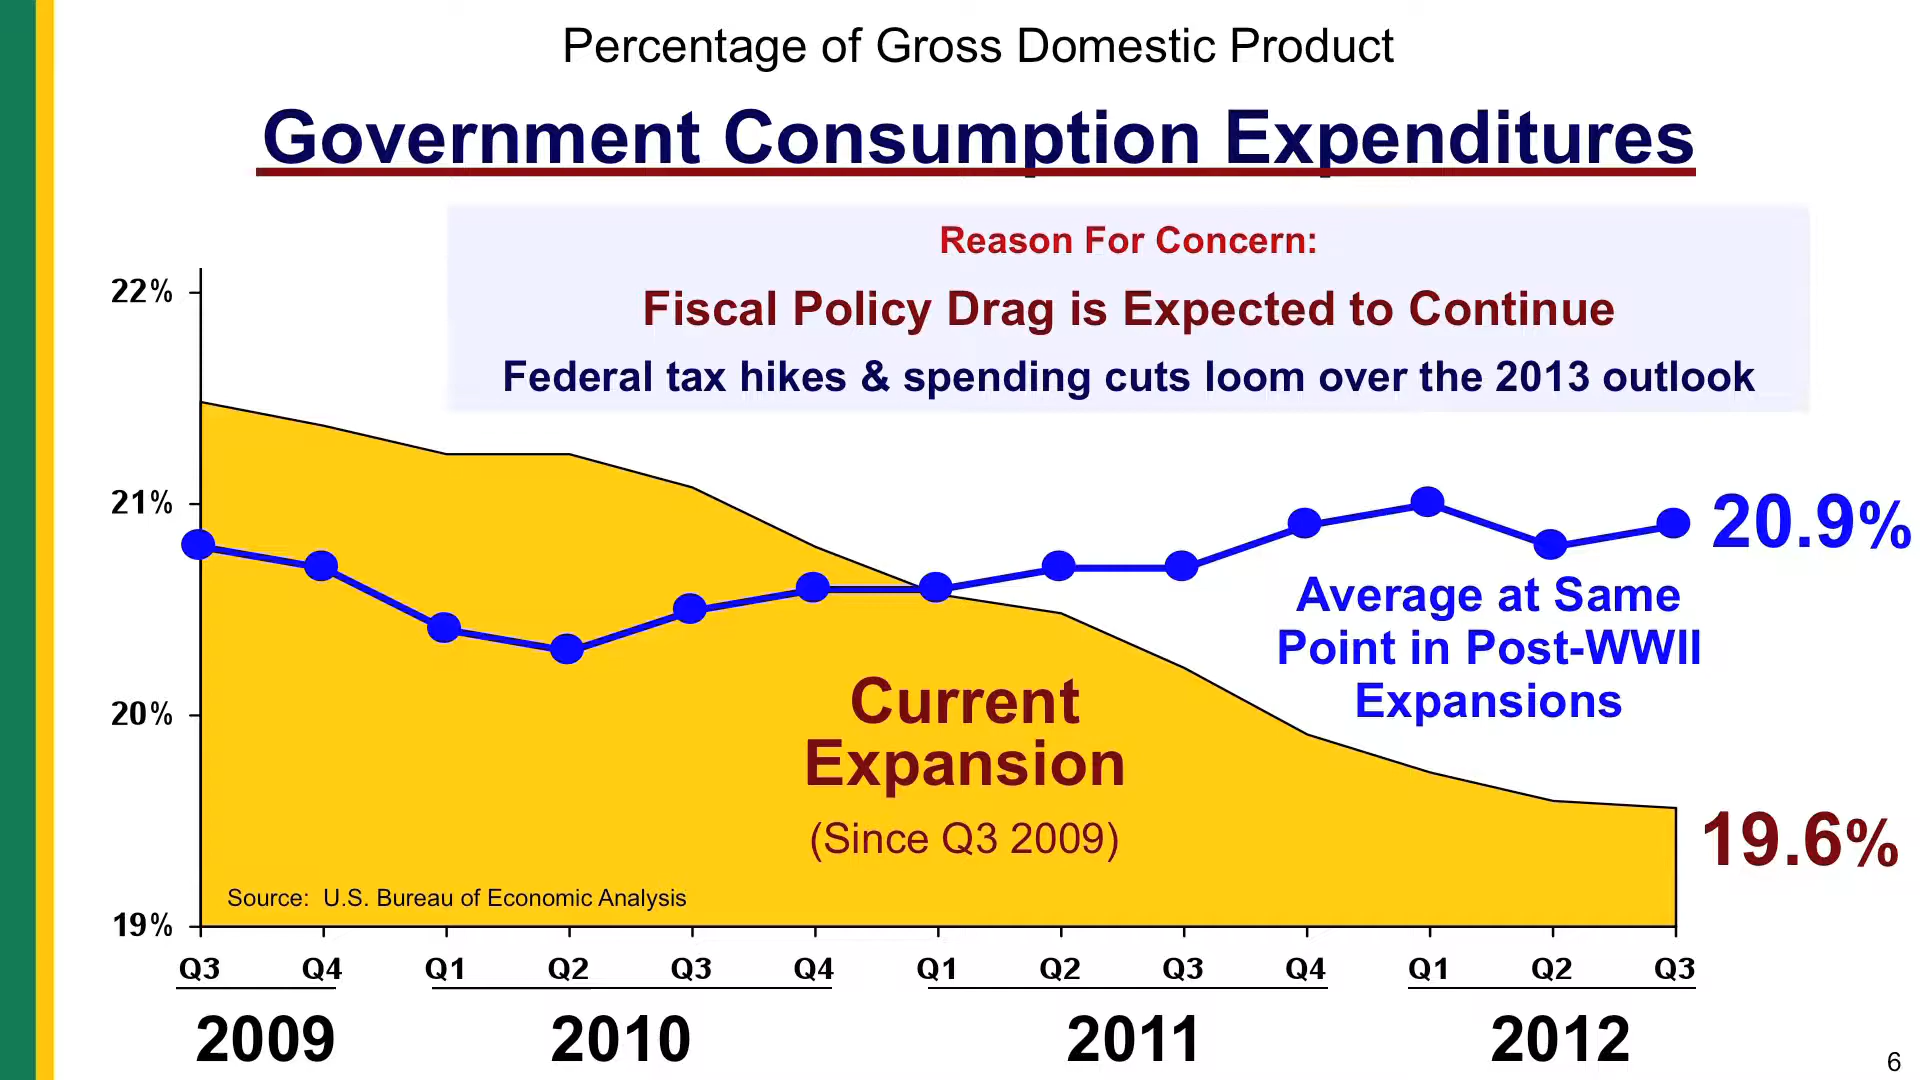 Percentage of Gross Domestic Product
Government Consumption Expenditures
Reason For Concern:
Fiscal Policy Drag is Expected to Continue
Federal tax hikes & spending cuts loom over the 2013 outlook
22%
21%
20%
19%
20.9%
Average at Same
Point in Post-WWII
Expansions
Current
Expansion
(Since Q3 2009)
19.6%
Source: U.S. Bureau of Economic Analysis
Q3 Q4 Q1 Q2 Q3 Q4 Q1 Q2 Q3 Q4 Q1 Q2 Q3
2009 2010 2011 2012
6